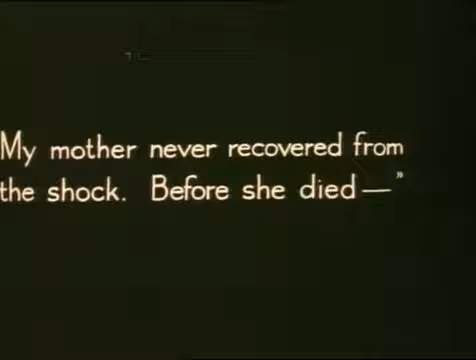 My mother never recovered from
the shock. Before she died —”